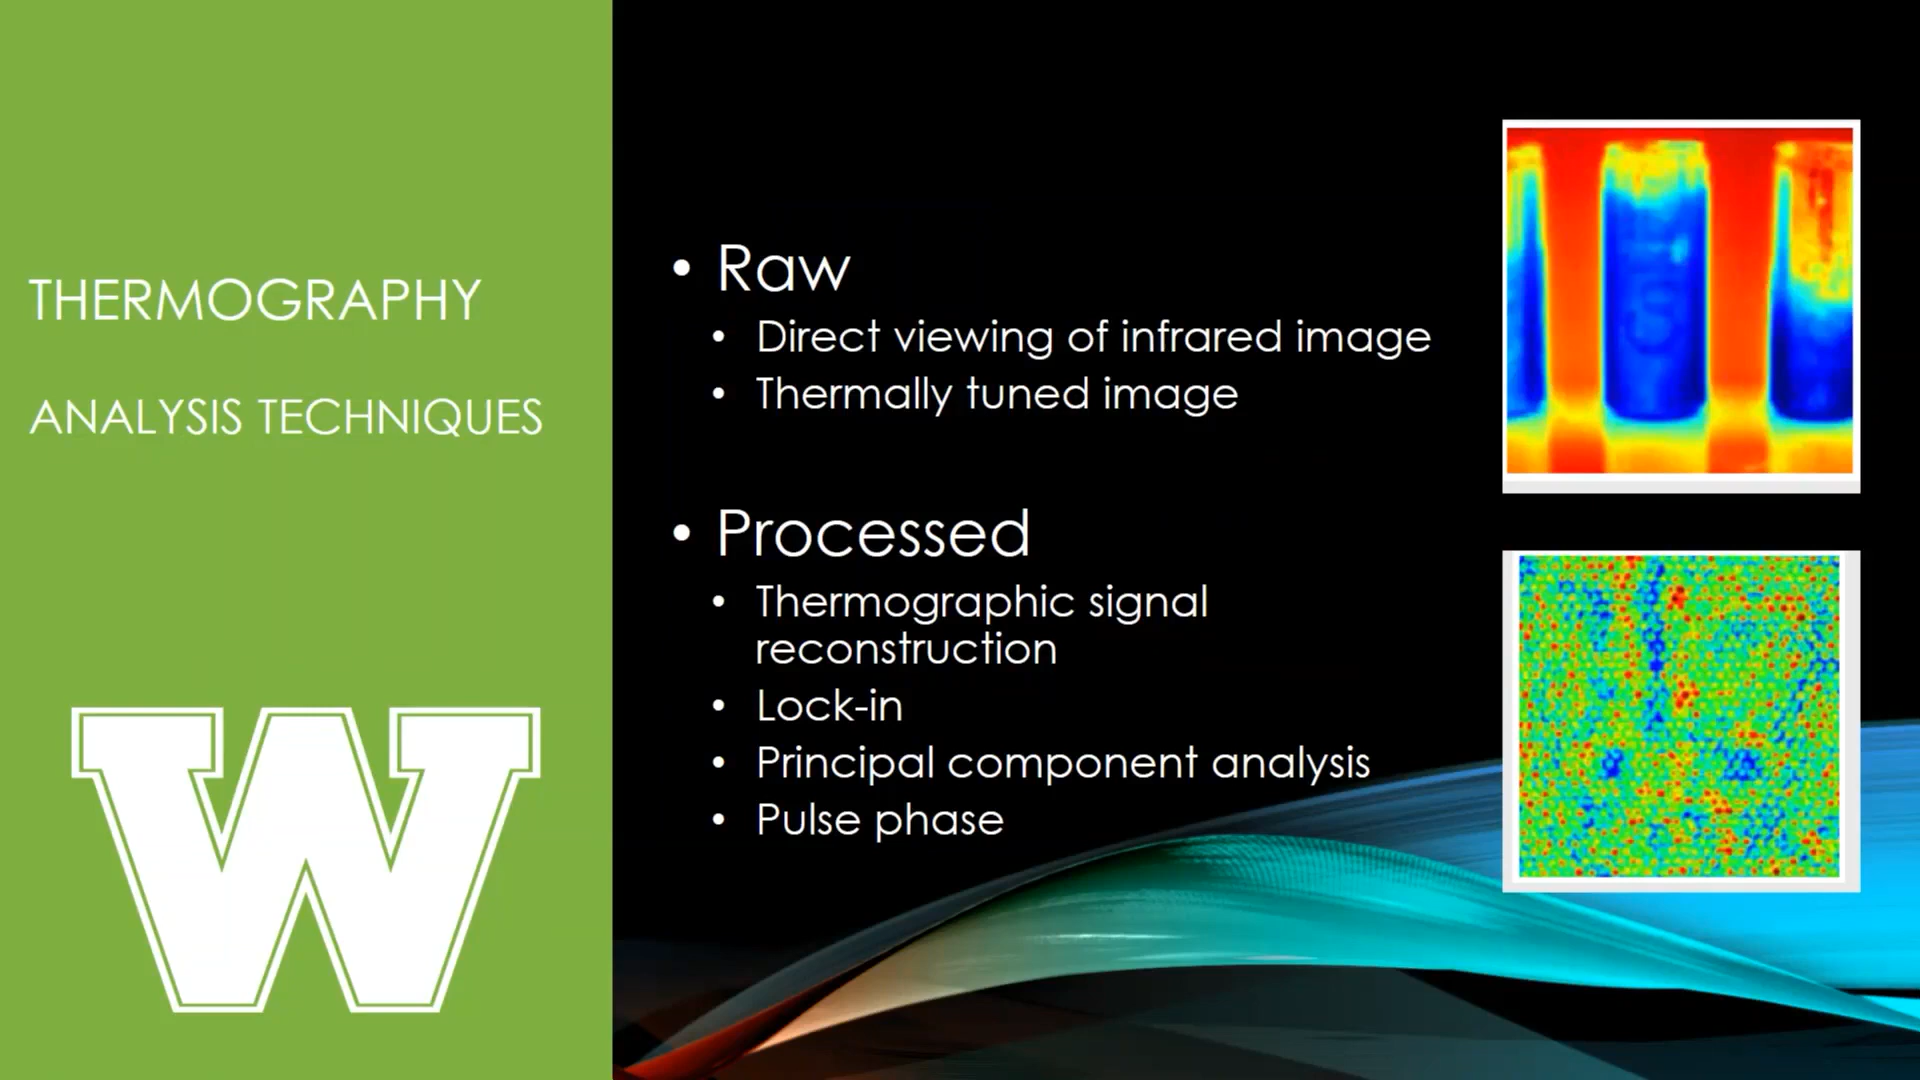 THERMOGRAPHY
ANALYSIS TECHNIQUES
W
• Raw
• Direct viewing of infrared image
• Thermally tuned image
• Processed
• Thermographic signal
reconstruction
• Lock-in
• Principal component analysis
• Pulse phase